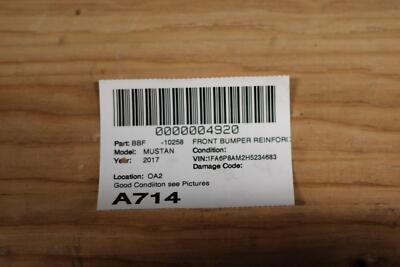 0000004920
Part: BBF -10258 FRONT BUMPER REINFORC
Model: MUSTAN Condition:
Year: 2017 VIN:1FA6P8AM2H5234683
Damage Code:
Location: OA2
Good Condiiton see Pictures
A714